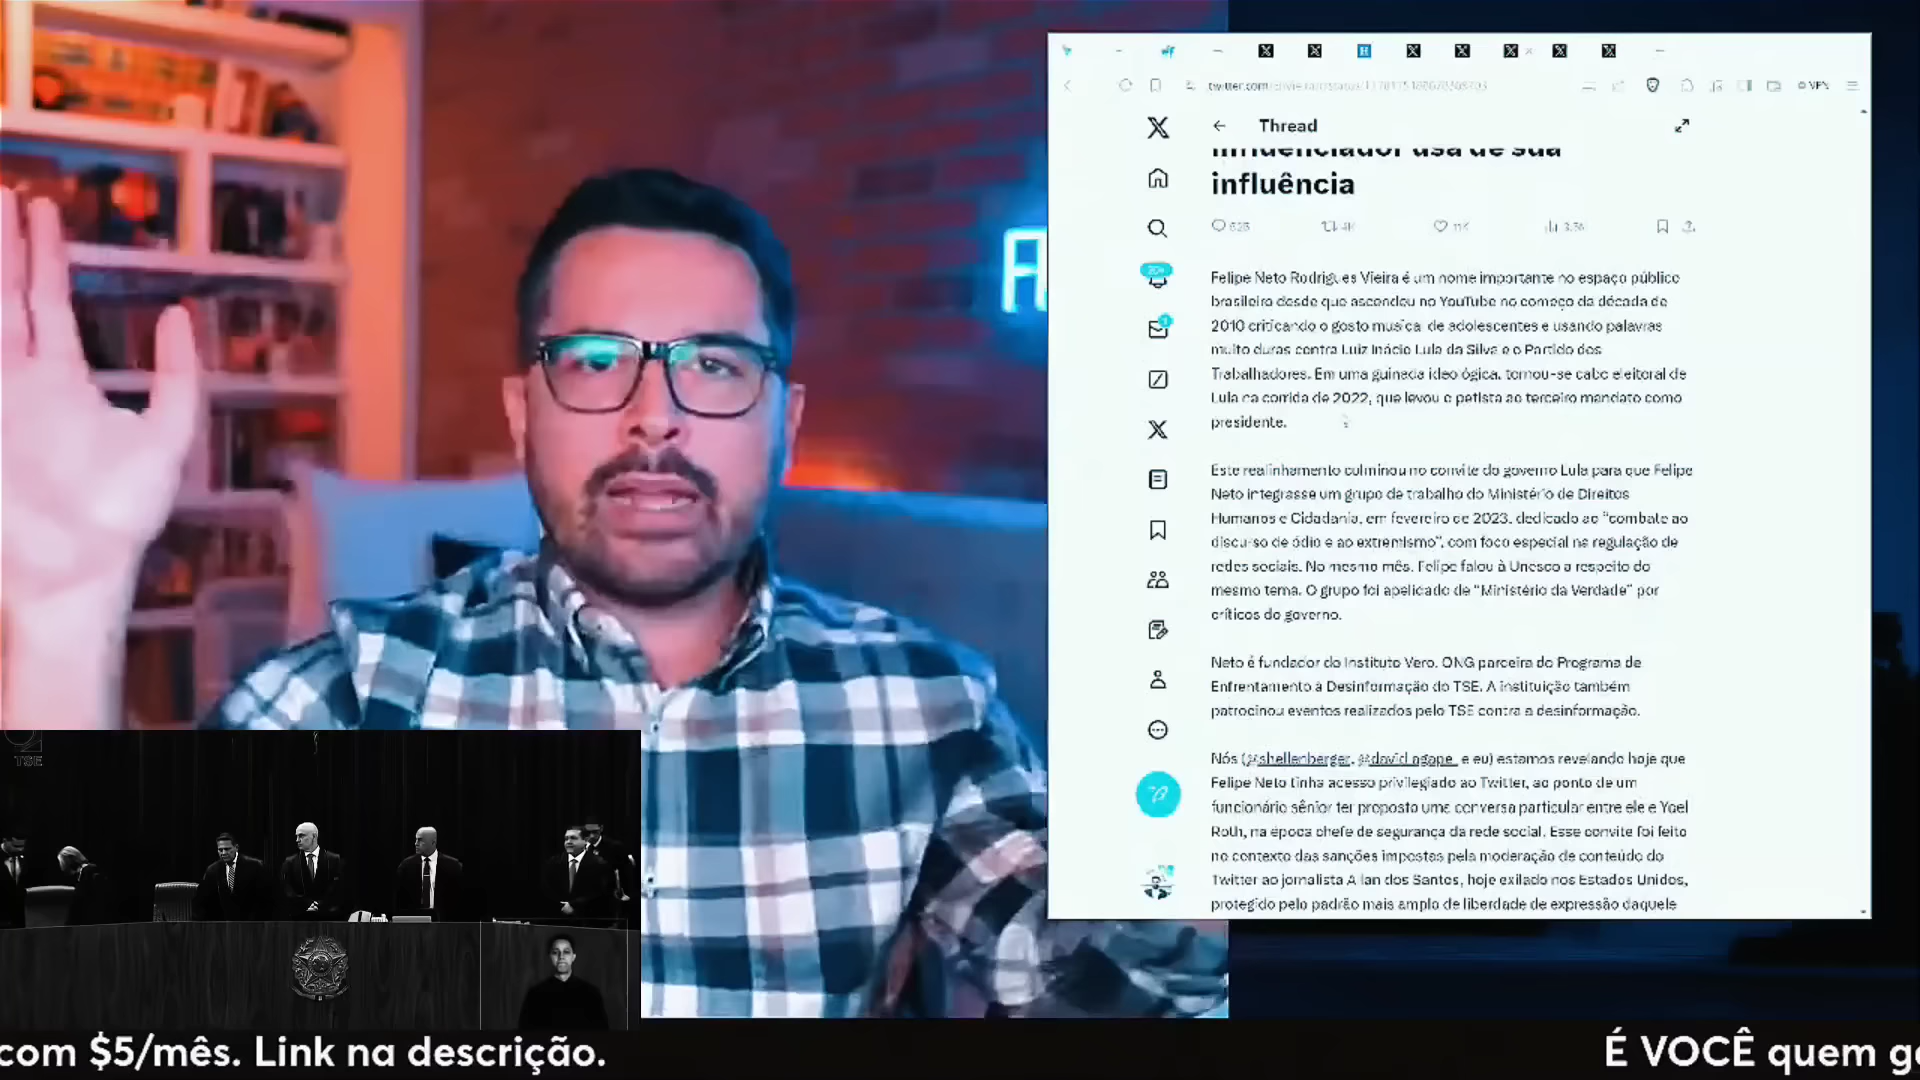 twitter.com
VPN
Thread
influenciador usa de sua
influência
4K
11K
Felipe Neto Rodrigues Vieira é um nome importante no espaço público
brasileiro desde que ascendeu no YouTube no começo da década de
2010 criticando o gosto musical de adolescentes e usando palavras
muito duras contra Luiz Inácio Lula da Silva e o Partido dos
Trabalhadores. Em uma guinada ideológica, tornou-se cabo eleitoral de
Lula na corrida de 2022, que levou o petista ao terceiro mandato como
presidente.
Este realinhamento culminou no convite do governo Lula para que Felipe
Neto integrasse um grupo de trabalho do Ministério de Direitos
Humanos e Cidadania, em fevereiro de 2023, dedicado ao “combate ao
discurso de ódio e ao extremismo”, com foco especial na regulação de
redes sociais. No mesmo mês, Felipe falou à Unesco a respeito do
mesmo tema. O grupo foi apelidado de “Ministério da Verdade” por
críticos do governo.
Neto é fundador do Instituto Vero, ONG parceira do Programa de
Enfrentamento à Desinformação do TSE. A instituição também
patrocinou eventos realizados pelo TSE contra a desinformação.
Nós (@shellenberger, @david_agape_ e eu) estamos revelando hoje que
Felipe Neto tinha acesso privilegiado ao Twitter, ao ponto de um
funcionário sênior ter proposto uma conversa particular entre ele e Yoel
Roth, na época chefe de segurança da rede social. Esse convite foi feito
no contexto das sanções impostas pela moderação de conteúdo do
Twitter ao jornalista Allan dos Santos, hoje exilado nos Estados Unidos,
protegido pelo padrão mais amplo de liberdade de expressão daquele
TSE
com $5/mês. Link na descrição.
É VOCÊ quem